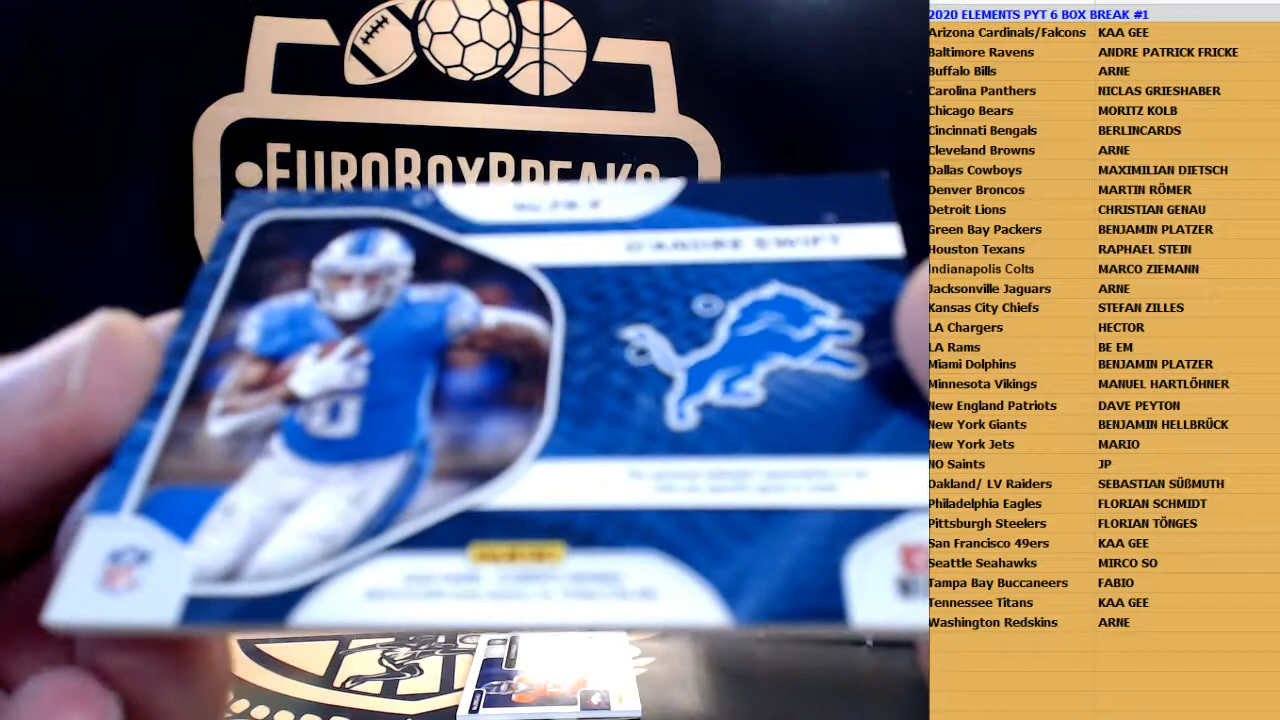 EUROBOXBREAKS
D'ANDRE SWIFT
PANINI
2020 ELEMENTS PYT 6 BOX BREAK #1
Arizona Cardinals/Falcons KAA GEE
Baltimore Ravens ANDRE PATRICK FRICKE
Buffalo Bills ARNE
Carolina Panthers NICLAS GRIESHABER
Chicago Bears MORITZ KOLB
Cincinnati Bengals BERLINCARDS
Cleveland Browns ARNE
Dallas Cowboys MAXIMILIAN DIETSCH
Denver Broncos MARTIN RÖMER
Detroit Lions CHRISTIAN GENAU
Green Bay Packers BENJAMIN PLATZER
Houston Texans RAPHAEL STEIN
Indianapolis Colts MARCO ZIEMANN
Jacksonville Jaguars ARNE
Kansas City Chiefs STEFAN ZILLES
LA Chargers HECTOR
LA Rams BE EM
Miami Dolphins BENJAMIN PLATZER
Minnesota Vikings MANUEL HARTLÖHNER
New England Patriots DAVE PEYTON
New York Giants BENJAMIN HELLBRÜCK
New York Jets MARIO
NO Saints JP
Oakland/ LV Raiders SEBASTIAN SÜßMUTH
Philadelphia Eagles FLORIAN SCHMIDT
Pittsburgh Steelers FLORIAN TÖNGES
San Francisco 49ers KAA GEE
Seattle Seahawks MIRCO SO
Tampa Bay Buccaneers FABIO
Tennessee Titans KAA GEE
Washington Redskins ARNE